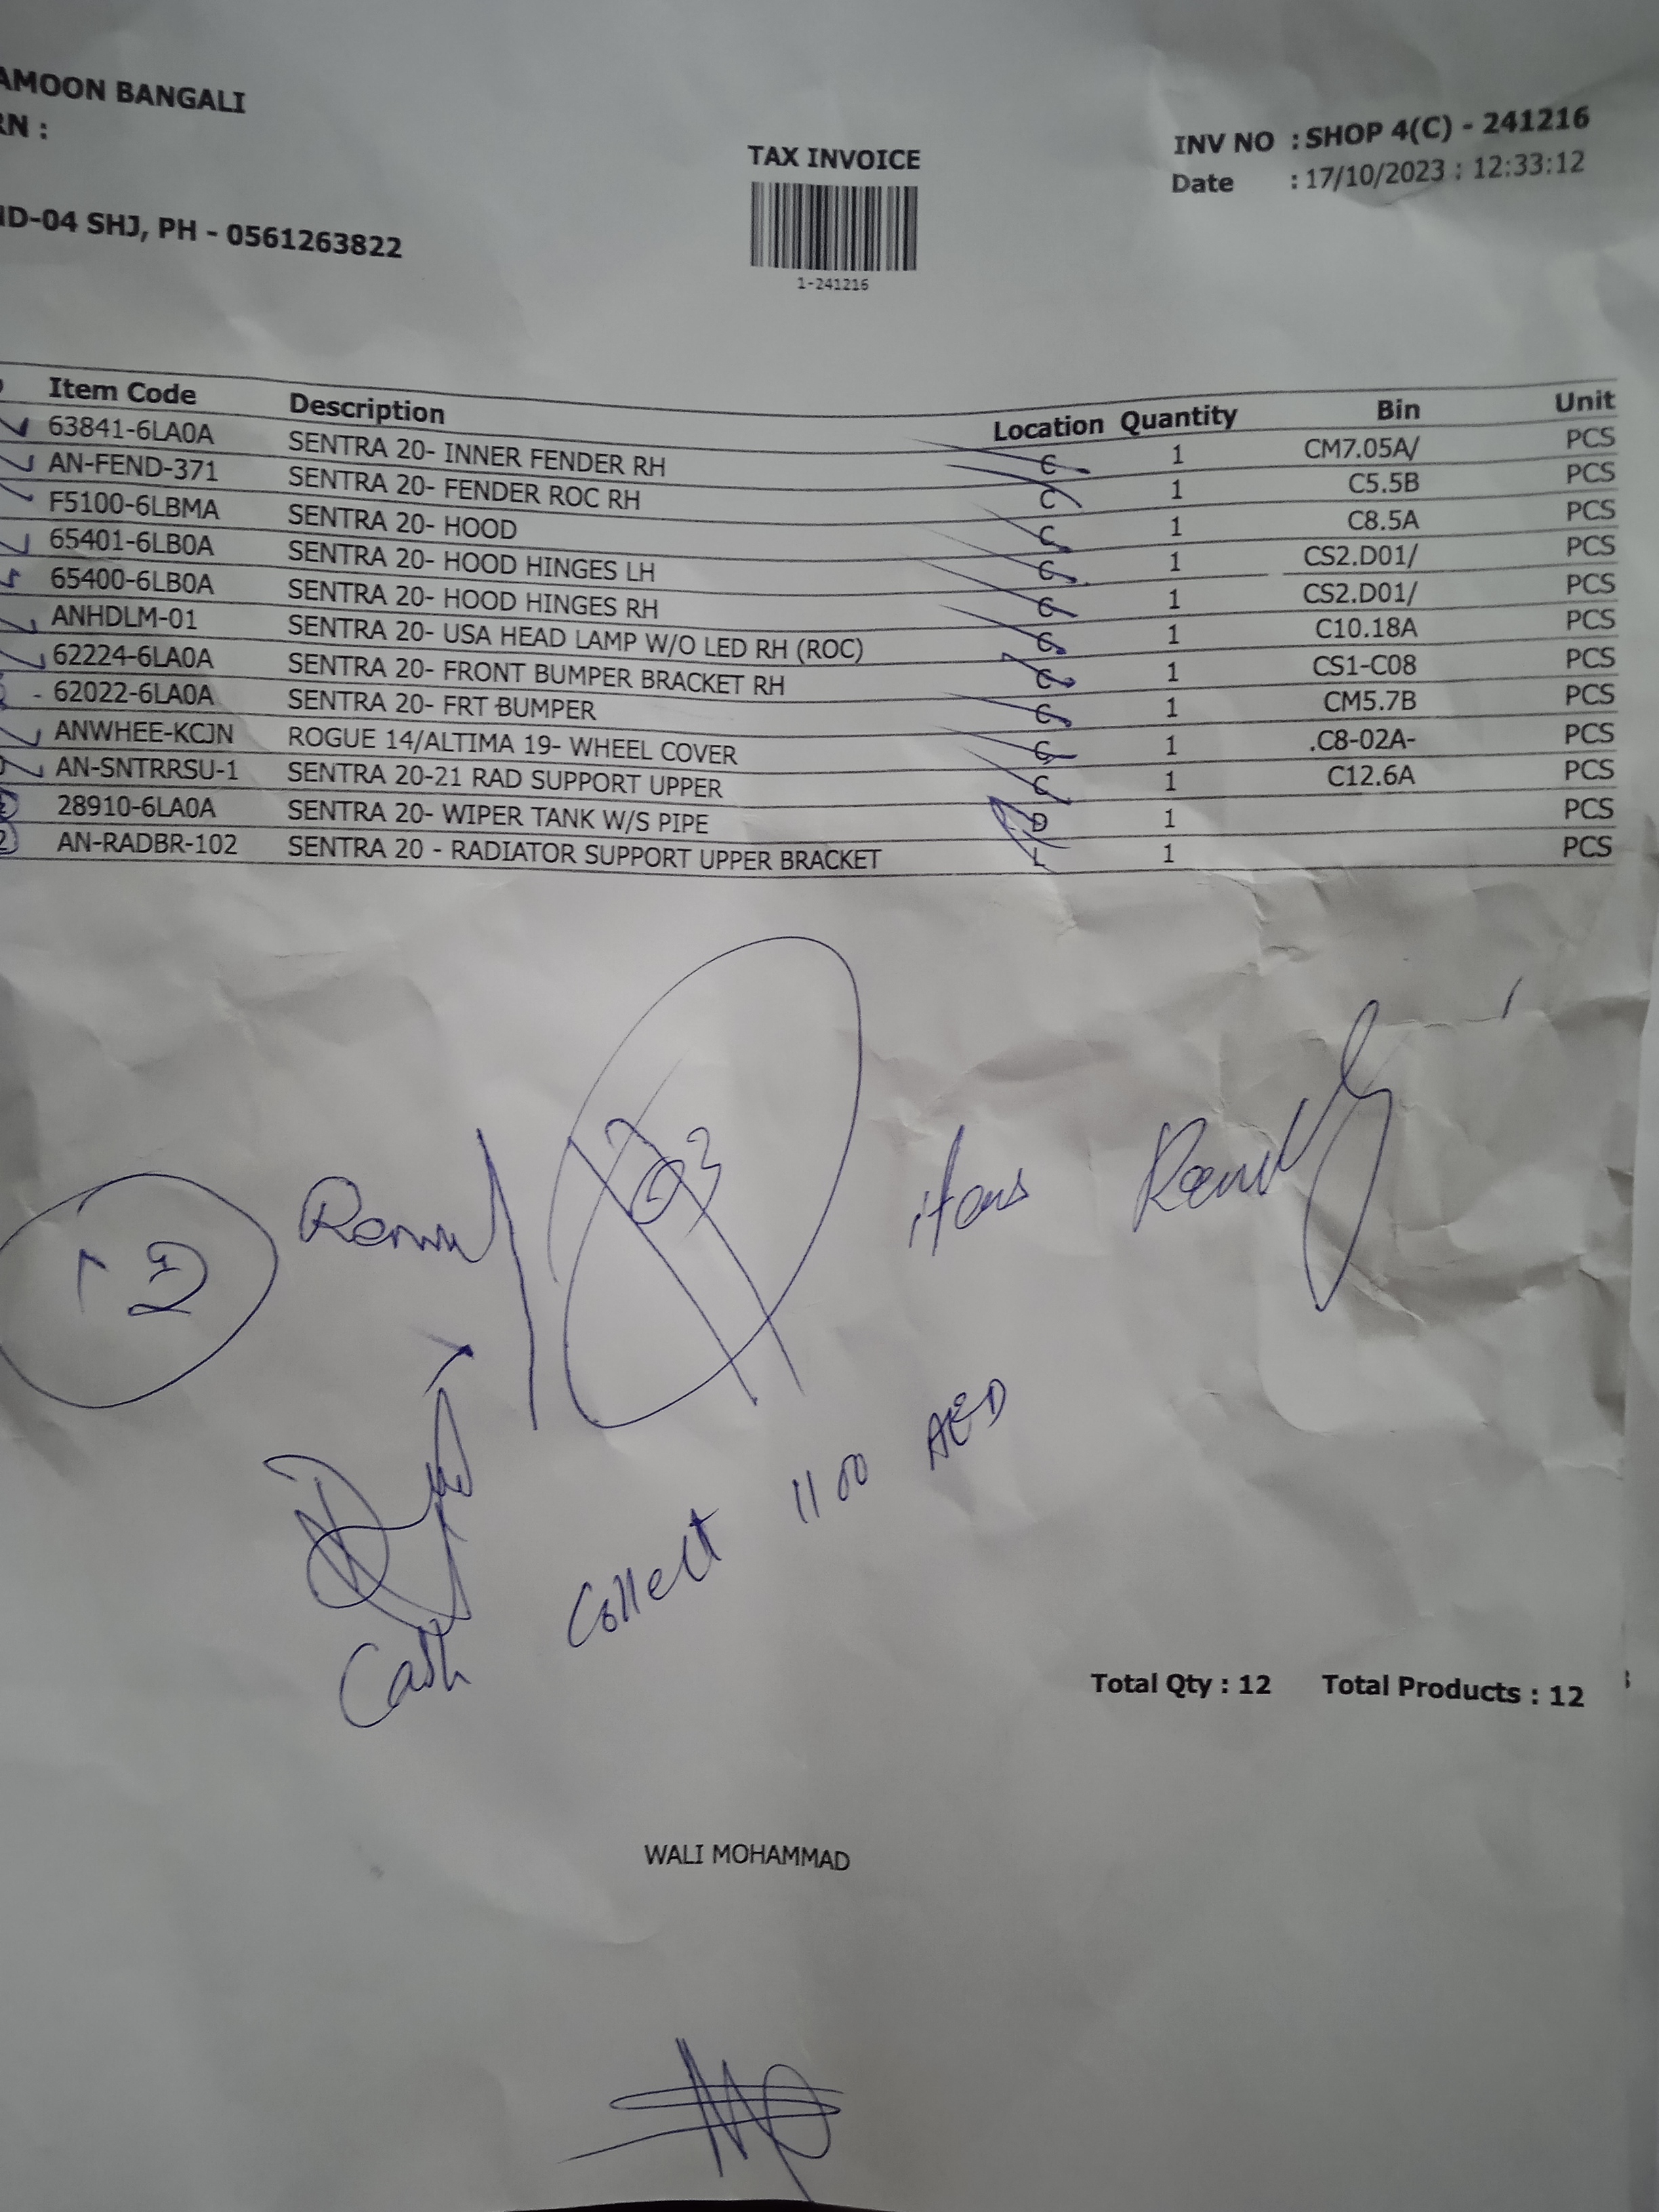 AMOON BANGALI
RN :
TAX INVOICE
INV NO : SHOP 4(C) - 241216
Date : 17/10/2023 : 12:33:12
ND-04 SHJ, PH - 0561263822
1-241216
Item Code Description Location Quantity Bin Unit
63841-6LA0A SENTRA 20- INNER FENDER RH C 1 CM7.05A/ PCS
AN-FEND-371 SENTRA 20- FENDER ROC RH C 1 C5.5B PCS
F5100-6LBMA SENTRA 20- HOOD C 1 C8.5A PCS
65401-6LB0A SENTRA 20- HOOD HINGES LH C 1 CS2.D01/ PCS
65400-6LB0A SENTRA 20- HOOD HINGES RH C 1 CS2.D01/ PCS
ANHDLM-01 SENTRA 20- USA HEAD LAMP W/O LED RH (ROC) C 1 C10.18A PCS
62224-6LA0A SENTRA 20- FRONT BUMPER BRACKET RH C 1 CS1-C08 PCS
62022-6LA0A SENTRA 20- FRT BUMPER C 1 CM5.7B PCS
ANWHEE-KCJN ROGUE 14/ALTIMA 19- WHEEL COVER C 1 .C8-02A- PCS
AN-SNTRRSU-1 SENTRA 20-21 RAD SUPPORT UPPER C 1 C12.6A PCS
28910-6LA0A SENTRA 20- WIPER TANK W/S PIPE D 1 PCS
AN-RADBR-102 SENTRA 20 - RADIATOR SUPPORT UPPER BRACKET L 1 PCS
12 03 items
Cash Collect 1100 AED
Total Qty : 12 Total Products : 12
WALI MOHAMMAD